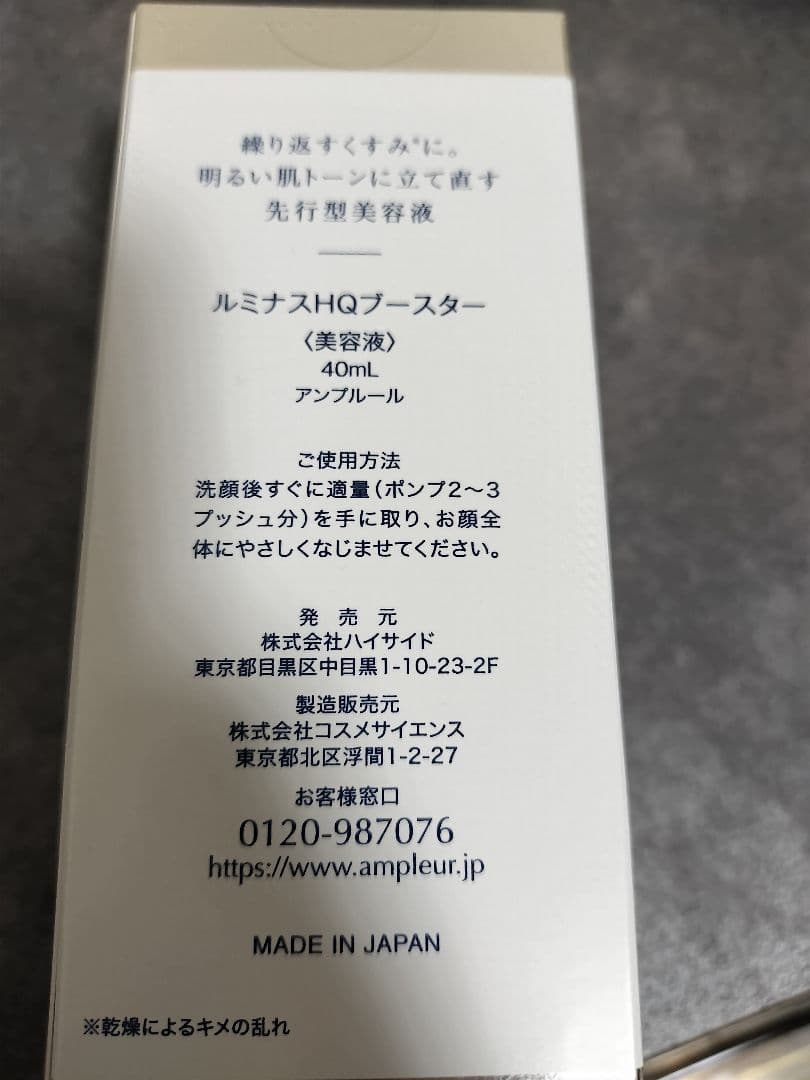 繰り返すくすみ※に。
明るい肌トーンに立て直す
先行型美容液
ルミナスHQブースター
〈美容液〉
40mL
アンプルール
ご使用方法
洗顔後すぐに適量（ポンプ2〜3
プッシュ分）を手に取り、お顔全
体にやさしくなじませてください。
発 売 元
株式会社ハイサイド
東京都目黒区中目黒1-10-23-2F
製造販売元
株式会社コスメサイエンス
東京都北区浮間1-2-27
お客様窓口
0120-987076
https://www.ampleur.jp
MADE IN JAPAN
※乾燥によるキメの乱れ